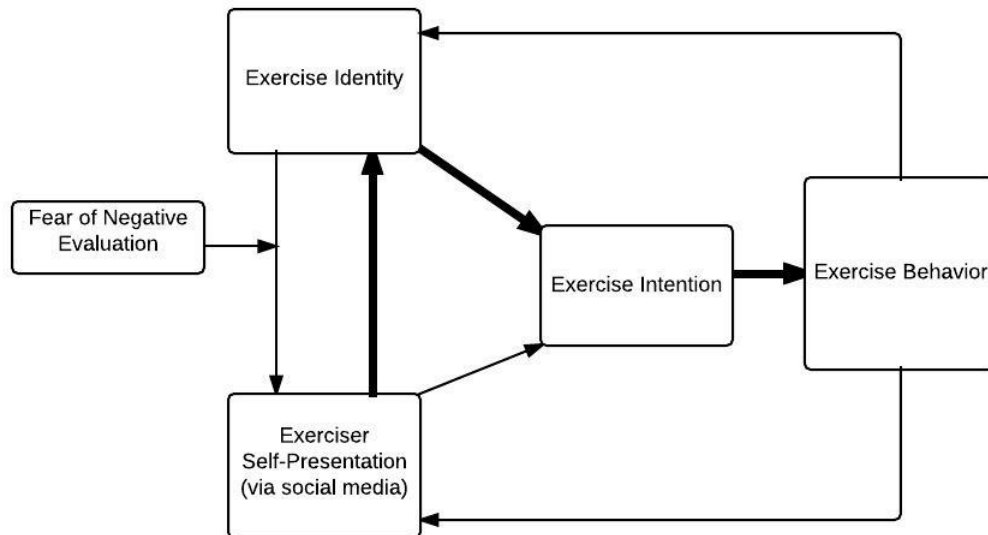 Exercise Identity
Fear of Negative
Evaluation
Exercise Intention
Exercise Behavior
Exerciser
Self-Presentation
(via social media)